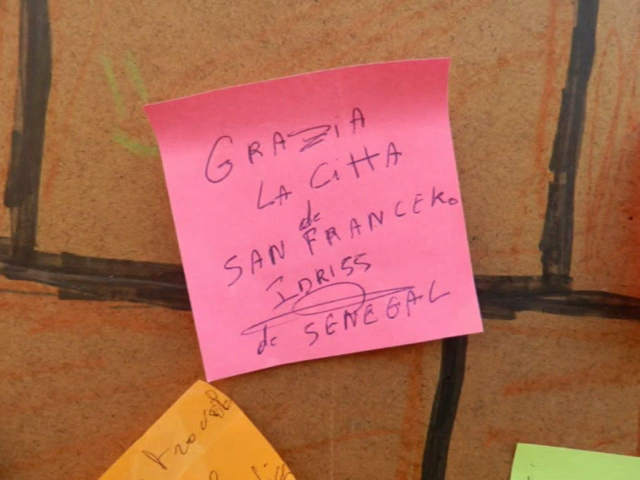 GRAZIA
LA CiTTA
de
SAN FRANCEKo
IDRISS
de SENEGAL